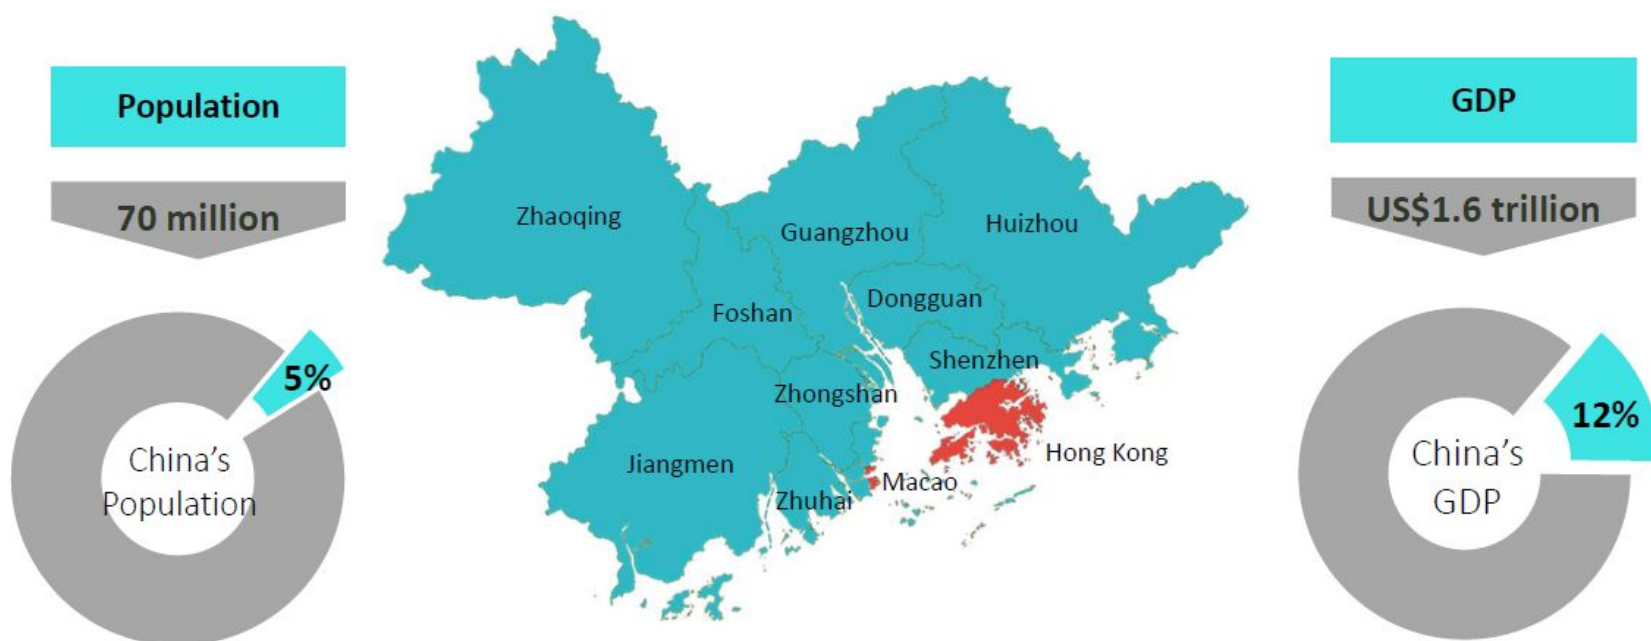 Population
70 million
5%
China's
Population
Zhaoqing
Guangzhou
Huizhou
Foshan
Dongguan
Shenzhen
Zhongshan
Jiangmen
Zhuhai
Macao
Hong Kong
GDP
US$1.6 trillion
12%
China's
GDP